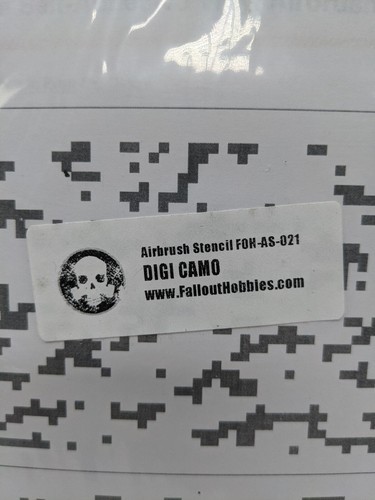 Airbrush Stencil FOH-AS-021
DIGI CAMO
www.FalloutHobbies.com